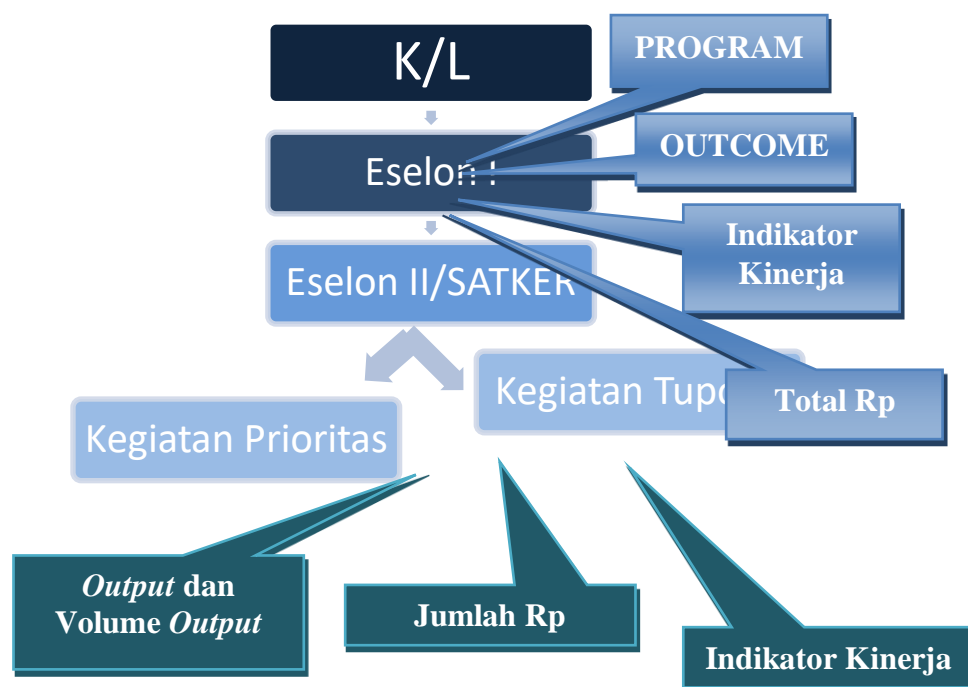 K/L
PROGRAM
Eselon I
OUTCOME
Indikator
Kinerja
Eselon II/SATKER
Kegiatan
Total Rp
Kegiatan Prioritas
Output dan
Volume Output
Jumlah Rp
Indikator Kinerja